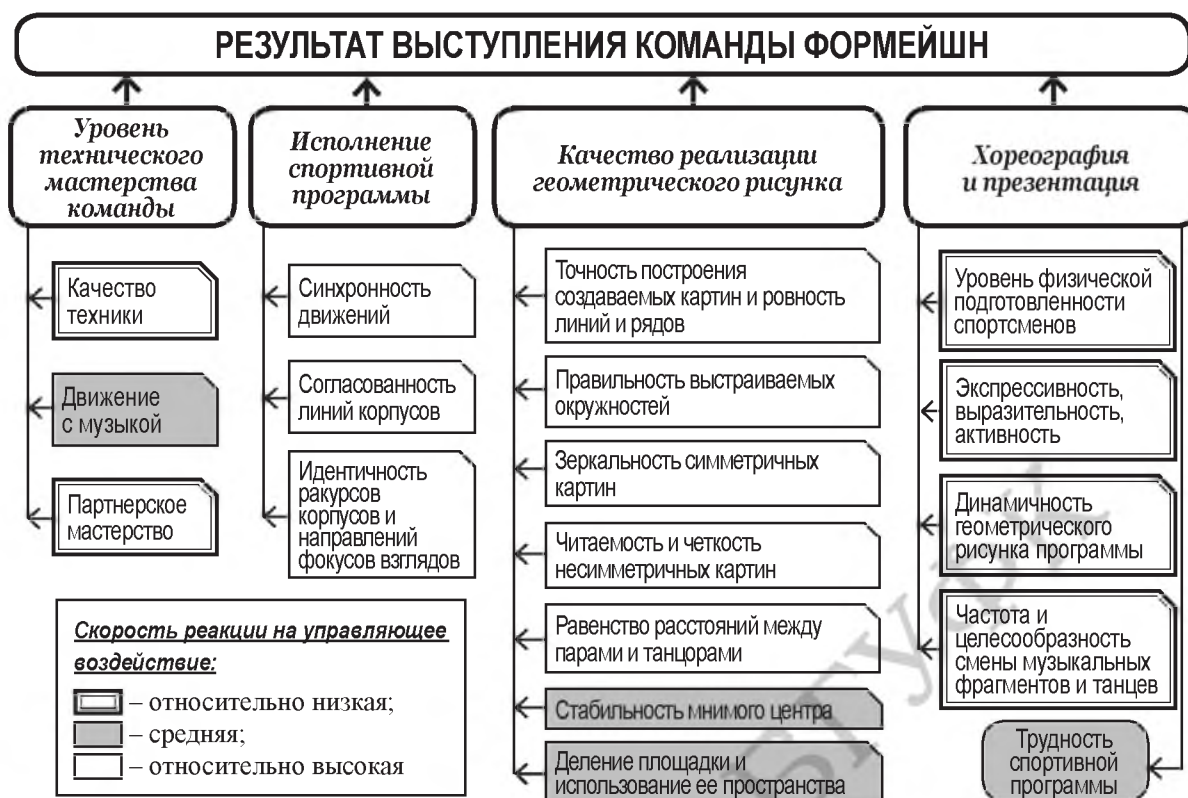 РЕЗУЛЬТАТ ВЫСТУПЛЕНИЯ КОМАНДЫ ФОРМЕЙШН
Уровень
технического
мастерства
команды
Качество
техники
Движение
с музыкой
Партнерское
мастерство
Исполнение
спортивной
программы
Синхронность
движений
Согласованность
линий корпусов
Идентичность
ракурсов
корпусов и
направлений
фокусов взглядов
Качество реализации
геометрического рисунка
Точность построения
создаваемых картин и ровность
линий и рядов
Правильность выстраиваемых
окружностей
Зеркальность симметричных
картин
Читаемость и четкость
несимметричных картин
Равенство расстояний между
парами и танцорами
Стабильность мнимого центра
Деление площадки и
использование ее пространства
Хореография
и презентация
Уровень физической
подготовленности
спортсменов
Экспрессивность,
выразительность,
активность
Динамичность
геометрического
рисунка программы
Частота и
целесообразность
смены музыкальных
фрагментов и танцев
Трудность
спортивной
программы
Скорость реакции на управляющее
воздействие:
– относительно низкая;
– средняя;
– относительно высокая
БГУФК